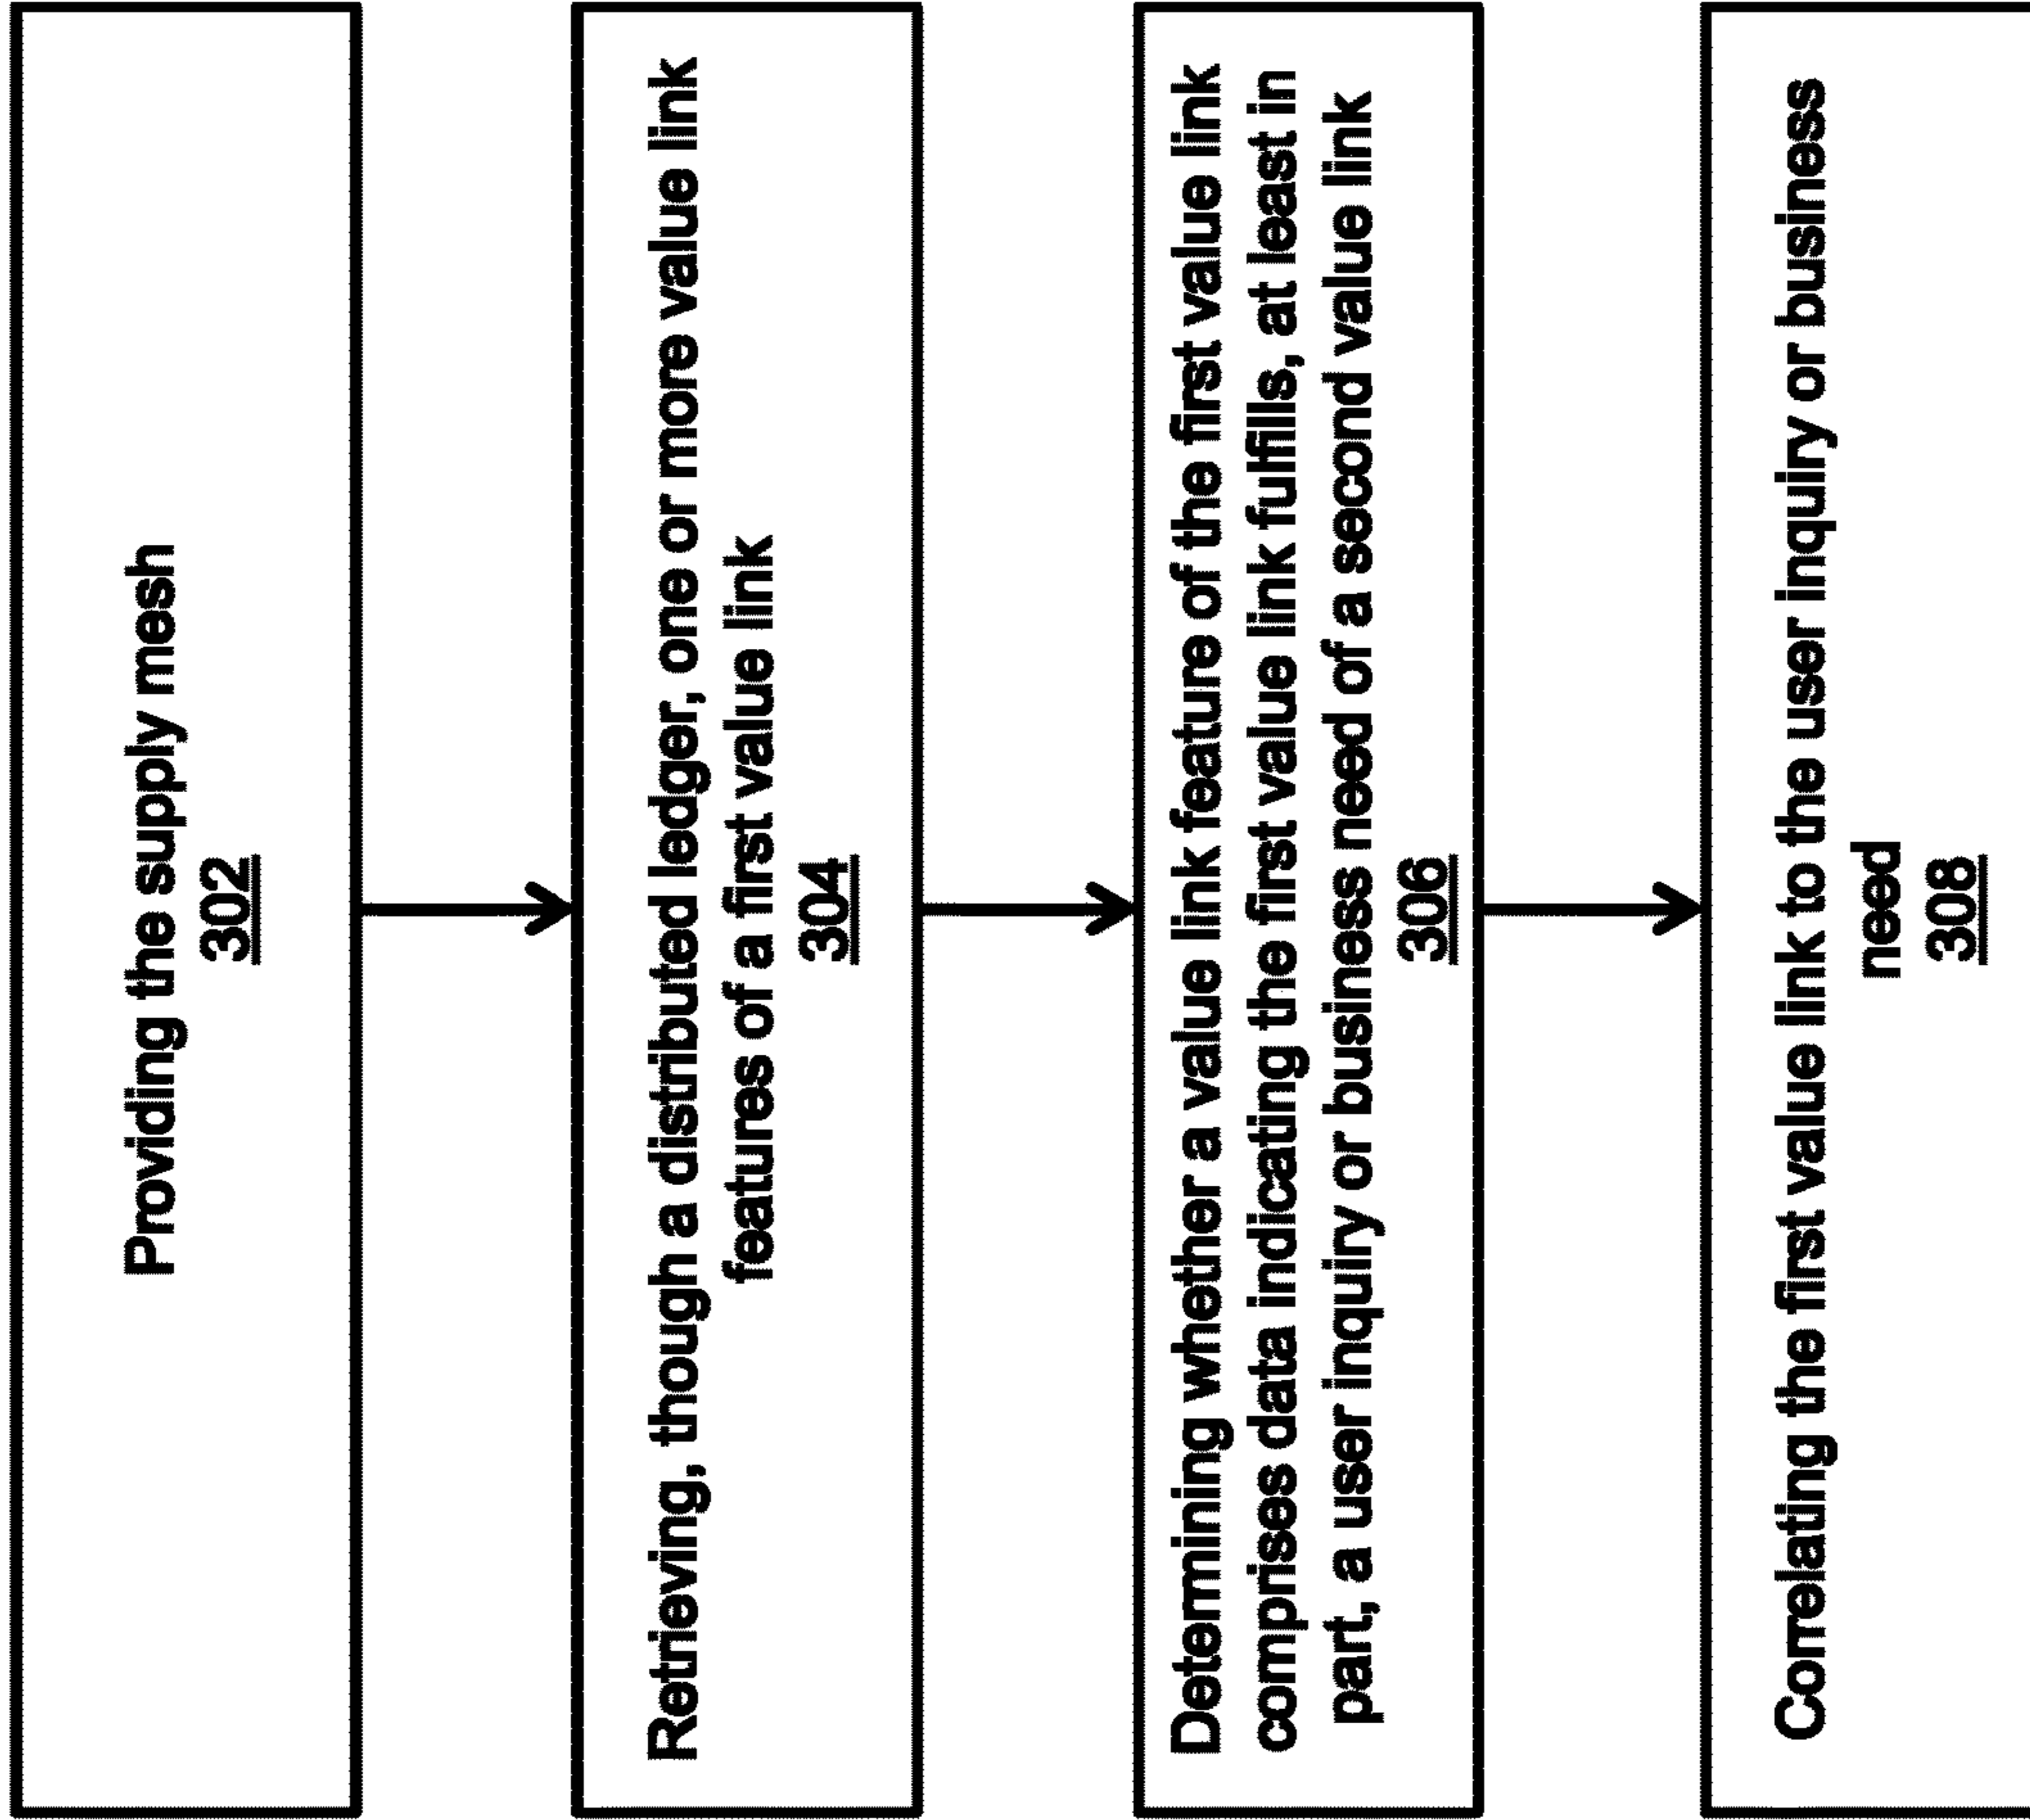 Providing the supply mesh
302
Retrieving, though a distributed ledger, one or more value link
features of a first value link
304
Determining whether a value link feature of the first value link
comprises data indicating the first value link fulfills, at least in
part, a user inquiry or business need of a second value link
306
Correlating the first value link to the user inquiry or business
need
308